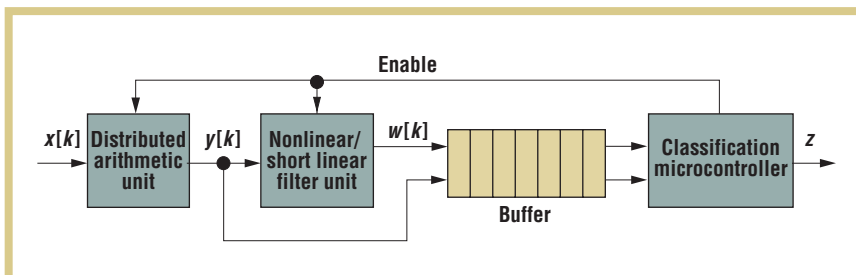 Enable
x[k]
Distributed
arithmetic
unit
y[k]
Nonlinear/
short linear
filter unit
w[k]
Buffer
Classification
microcontroller
z